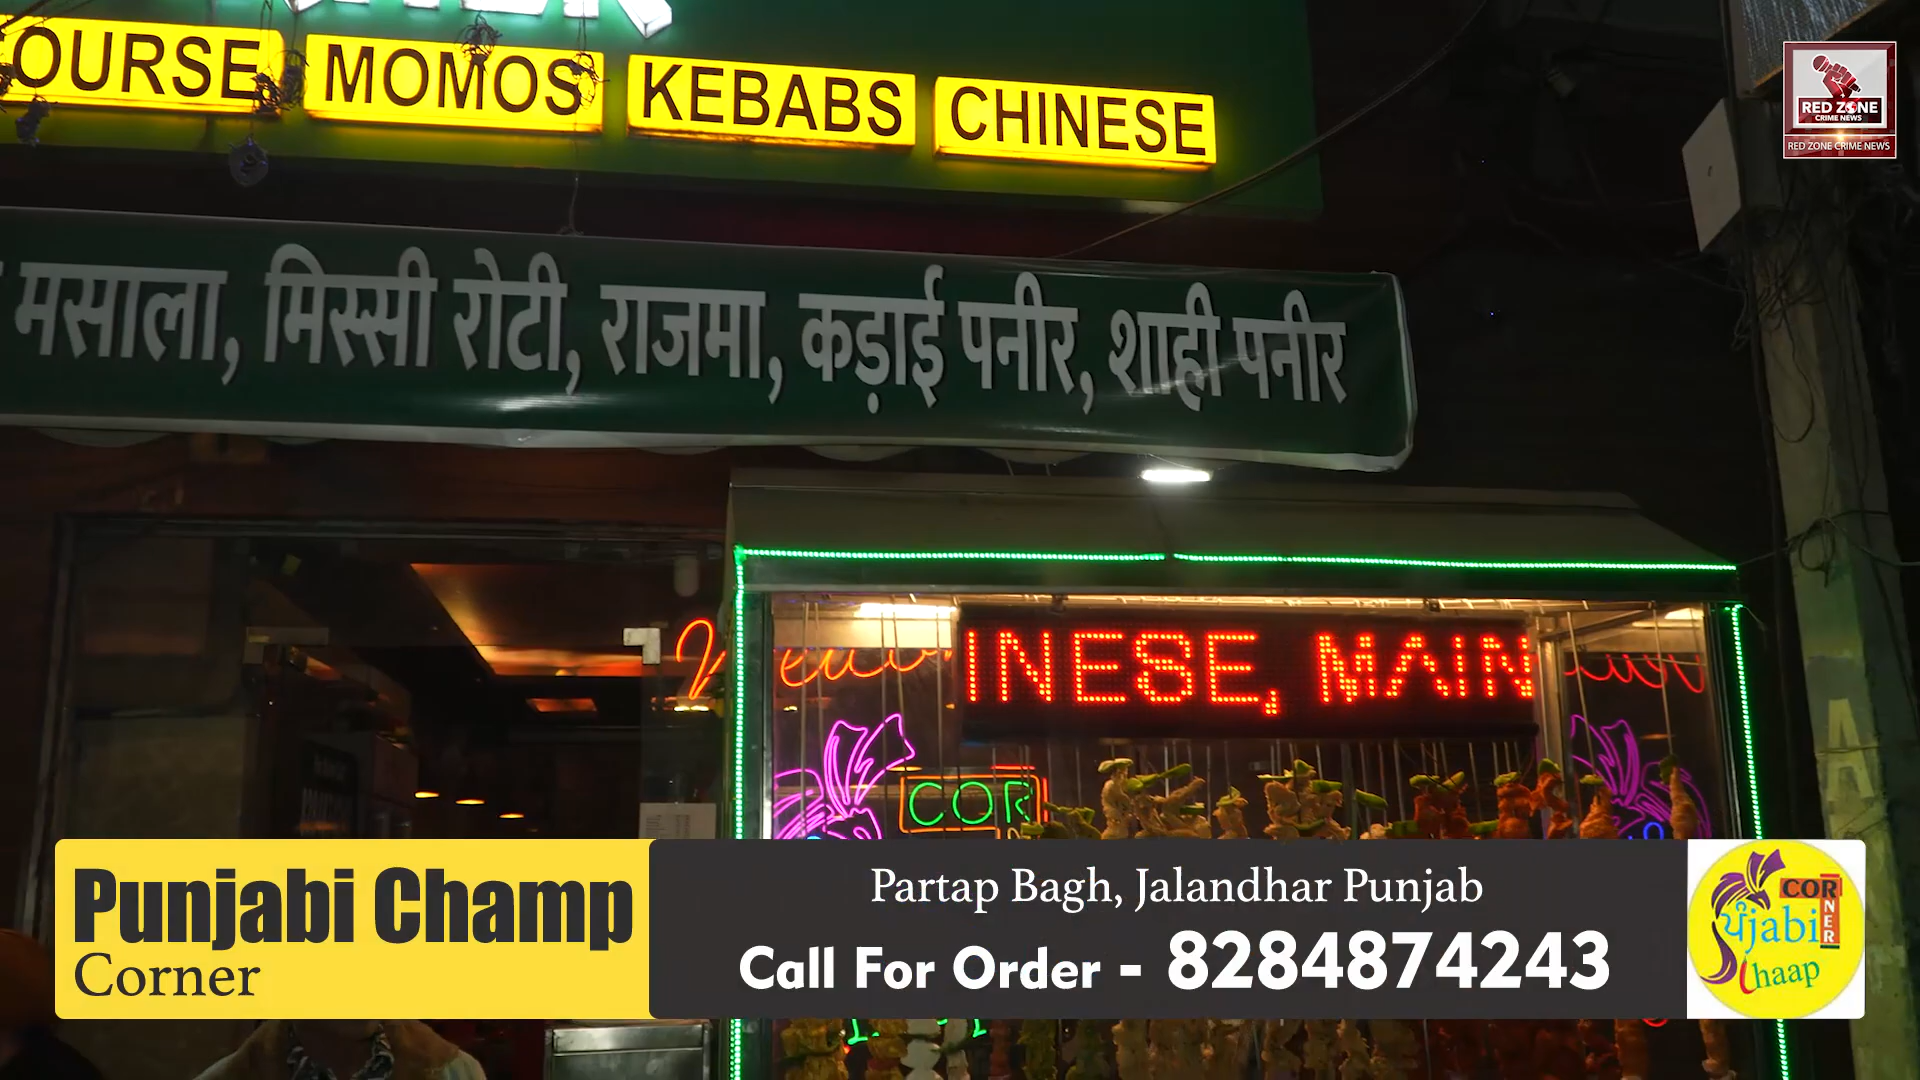 OURSE MOMOS KEBABS CHINESE
RED ZONE
CRIME NEWS
RED ZONE CRIME NEWS
मसाला, मिस्सी रोटी, राजमा, कड़ाई पनीर, शाही पनीर
INESE, MAIN
COR
Punjabi Champ
Corner
Partap Bagh, Jalandhar Punjab
Call For Order - 8284874243
CORNER
ਪੰjabi
Chaap